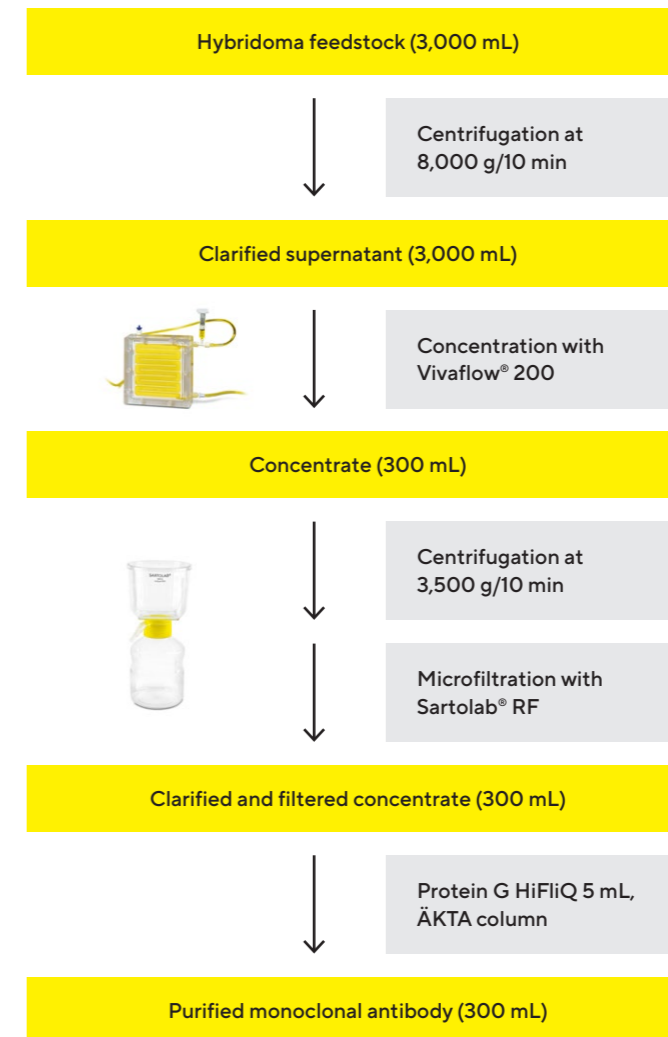 Hybridoma feedstock (3,000 mL)
Centrifugation at
8,000 g/10 min
Clarified supernatant (3,000 mL)
Concentration with
Vivaflow® 200
Concentrate (300 mL)
Centrifugation at
3,500 g/10 min
SARTOLAB®
Microfiltration with
Sartolab® RF
Clarified and filtered concentrate (300 mL)
Protein G HiFliQ 5 mL,
ÄKTA column
Purified monoclonal antibody (300 mL)